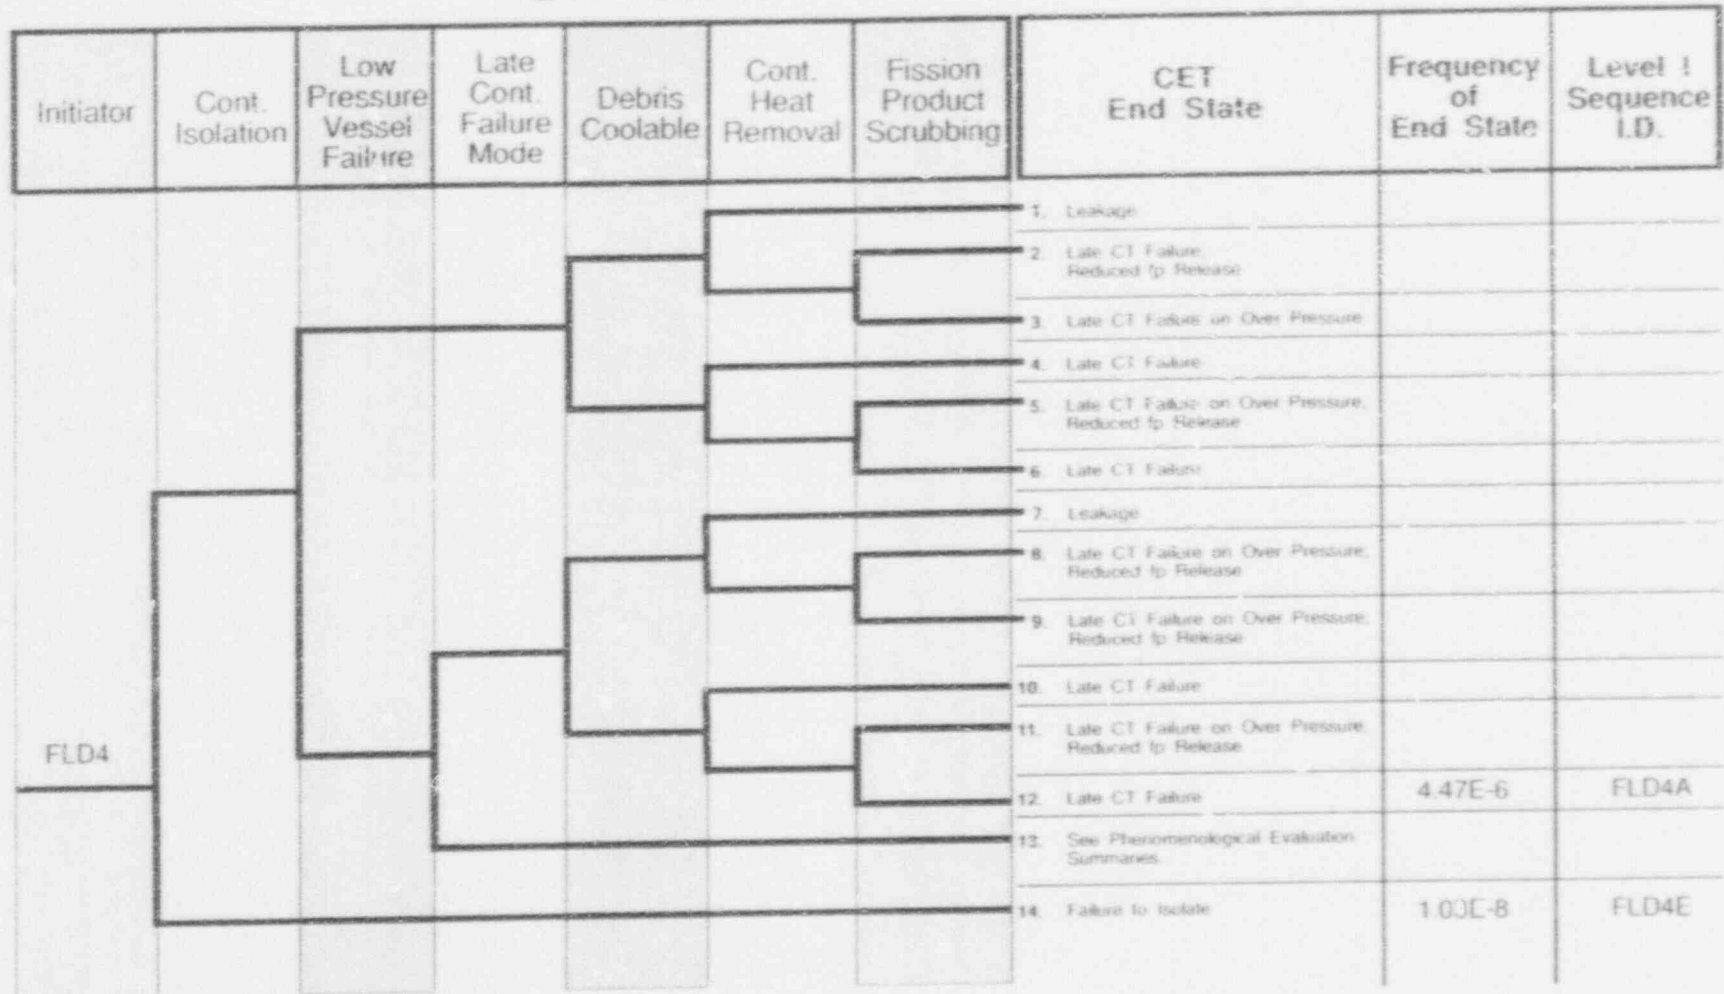 Initiator
Cont.
Isolation
Low
Pressure
Vessel
Failure
Late
Cont.
Failure
Mode
Debris
Coolable
Cont.
Heat
Removal
Fission
Product
Scrubbing
CET
End State
Frequency
of
End State
Level I
Sequence
I.D.
FLD4
1. Leakage
2. Late CT Failure,
Reduced fp Release
3. Late CT Failure on Over Pressure
4. Late CT Failure
5. Late CT Failure on Over Pressure,
Reduced fp Release
6. Late CT Failure
7. Leakage
8. Late CT Failure on Over Pressure,
Reduced fp Release
9. Late CT Failure on Over Pressure,
Reduced fp Release
10. Late CT Failure
11. Late CT Failure on Over Pressure,
Reduced fp Release
12. Late CT Failure 4.47E-6 FLD4A
13. See Phenomenological Evaluation
Summaries
14. Failure to Isolate 1.00E-8 FLD4E